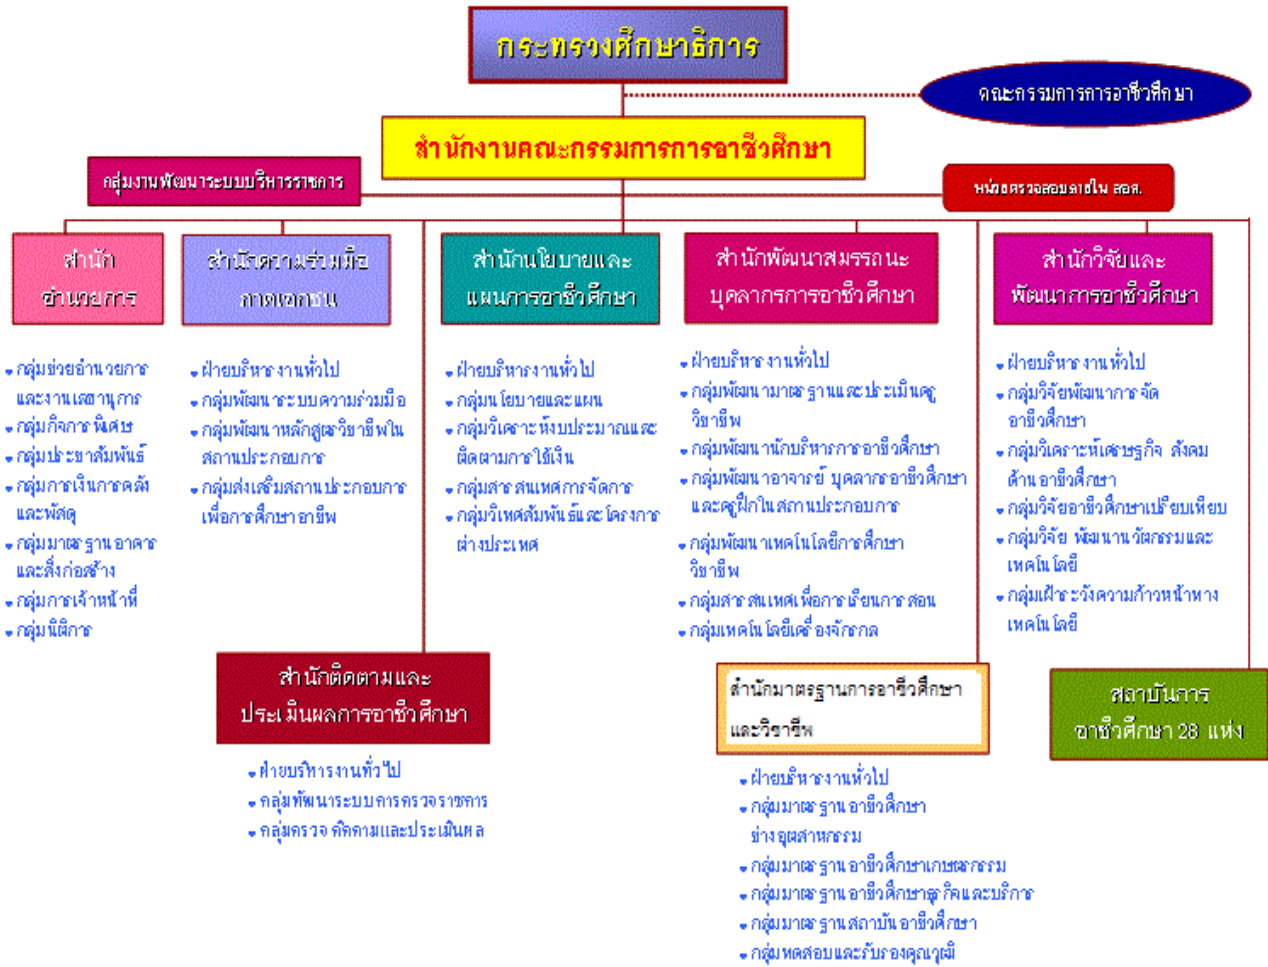 กระทรวงศึกษาธิการ
คณะกรรมการการอาชีวศึกษา
สำนักงานคณะกรรมการการอาชีวศึกษา
กลุ่มงานพัฒนาระบบบริหารราชการ
หน่วยตรวจสอบภายใน สอศ.
สำนัก
อำนวยการ
กลุ่มช่วยอำนวยการ
และงานเลขานุการ
กลุ่มกิจการพิเศษ
กลุ่มประชาสัมพันธ์
กลุ่มการเงินการคลัง
และพัสดุ
กลุ่มมาตรฐานอาคาร
และสิ่งก่อสร้าง
กลุ่มการเจ้าหน้าที่
กลุ่มนิติการ
สำนักความร่วมมือ
ภาคเอกชน
ฝ่ายบริหารงานทั่วไป
กลุ่มพัฒนาระบบความร่วมมือ
กลุ่มพัฒนาหลักสูตรวิชาชีพใน
สถานประกอบการ
กลุ่มส่งเสริมสถานประกอบการ
เพื่อการศึกษาอาชีพ
สำนักนโยบายและ
แผนการอาชีวศึกษา
ฝ่ายบริหารงานทั่วไป
กลุ่มนโยบายและแผน
กลุ่มวิเคราะห์งบประมาณและ
ติดตามการใช้เงิน
กลุ่มสารสนเทศการจัดการ
กลุ่มวิเทศสัมพันธ์และโครงการ
ต่างประเทศ
สำนักพัฒนาสมรรถนะ
บุคลากรการอาชีวศึกษา
ฝ่ายบริหารงานทั่วไป
กลุ่มพัฒนามาตรฐานและประเมินครู
วิชาชีพ
กลุ่มพัฒนานักบริหารการอาชีวศึกษา
กลุ่มพัฒนาอาจารย์ บุคลากรอาชีวศึกษา
และครูฝึกในสถานประกอบการ
กลุ่มพัฒนาเทคโนโลยีการศึกษา
วิชาชีพ
กลุ่มสารสนเทศเพื่อการเรียนการสอน
กลุ่มเทคโนโลยีเครื่องจักรกล
สำนักวิจัยและ
พัฒนาการอาชีวศึกษา
ฝ่ายบริหารงานทั่วไป
กลุ่มวิจัยพัฒนาการจัด
อาชีวศึกษา
กลุ่มวิเคราะห์เศรษฐกิจ สังคม
ด้านอาชีวศึกษา
กลุ่มวิจัยอาชีวศึกษาเปรียบเทียบ
กลุ่มวิจัย พัฒนานวัตกรรมและ
เทคโนโลยี
กลุ่มเฝ้าระวังความก้าวหน้าทาง
เทคโนโลยี
สำนักติดตามและ
ประเมินผลการอาชีวศึกษา
ฝ่ายบริหารงานทั่วไป
กลุ่มพัฒนาระบบการตรวจราชการ
กลุ่มตรวจ ติดตามและประเมินผล
สำนักมาตรฐานการอาชีวศึกษา
และวิชาชีพ
ฝ่ายบริหารงานทั่วไป
กลุ่มมาตรฐานอาชีวศึกษา
ช่างอุตสาหกรรม
กลุ่มมาตรฐานอาชีวศึกษาเกษตรกรรม
กลุ่มมาตรฐานอาชีวศึกษาธุรกิจและบริการ
กลุ่มมาตรฐานสถาบันอาชีวศึกษา
กลุ่มทดสอบและรับรองคุณวุฒิ
สถาบันการ
อาชีวศึกษา 28 แห่ง